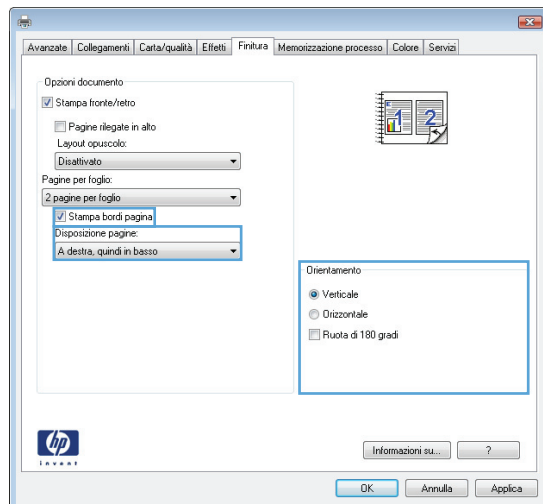 Avanzate Collegamenti Carta/qualità Effetti Finitura Memorizzazione processo Colore Servizi
Opzioni documento
Stampa fronte/retro
Pagine rilegate in alto
Layout opuscolo:
Disattivato
Pagine per foglio:
2 pagine per foglio
Stampa bordi pagina
Disposizione pagine:
A destra, quindi in basso
1 2
Orientamento
Verticale
Orizzontale
Ruota di 180 gradi
hp
invent
Informazioni su... ?
OK Annulla Applica